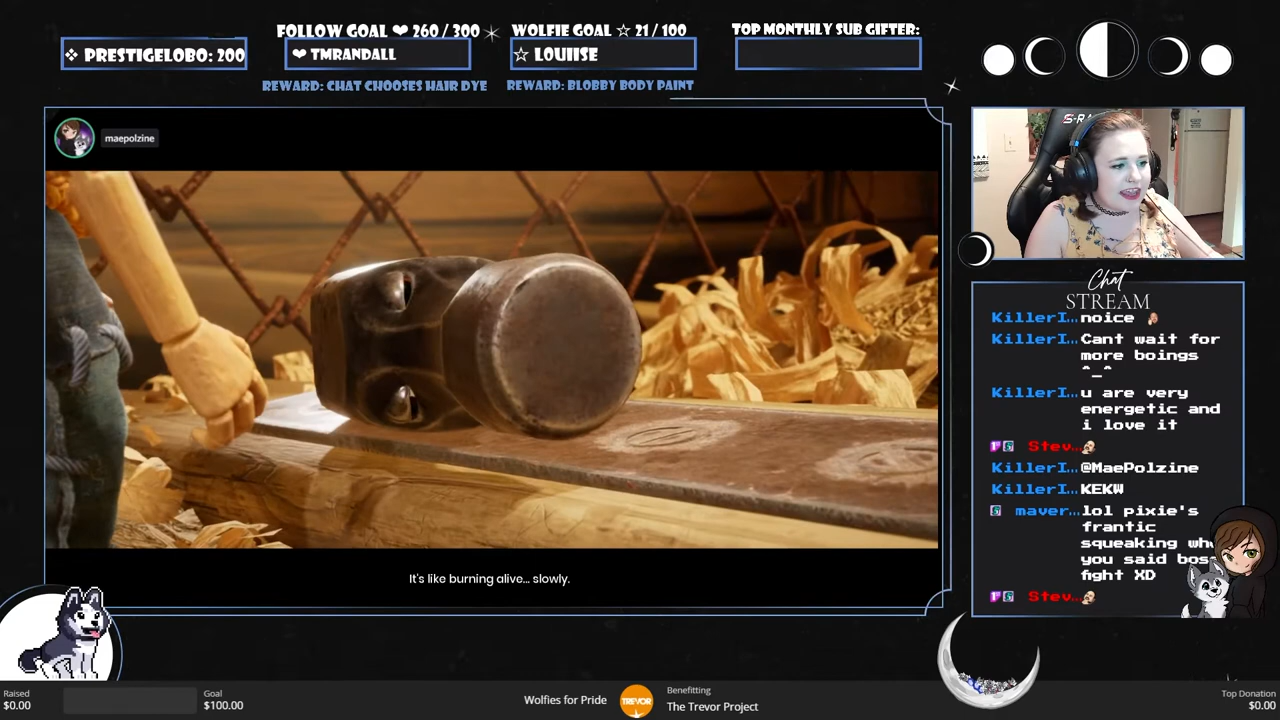 ❖ PRESTIGELOBO: 200
FOLLOW GOAL ❤ 260 / 300
❤ TMRANDALL
REWARD: CHAT CHOOSES HAIR DYE
WOLFIE GOAL ☆ 21 / 100
☆ LOUIISE
REWARD: BLOBBY BODY PAINT
TOP MONTHLY SUB GIFTER:
maepolzine
It's like burning alive... slowly.
S-RA
Chat
STREAM
KillerI... noice
KillerI... Cant wait for
more boings
^_^
KillerI... u are very
energetic and
i love it
Stev...
KillerI... @MaePolzine
KillerI... KEKW
maver... lol pixie's
frantic
squeaking
you said
fight XD
Stev...
Raised
$0.00
Goal
$100.00
Wolfies for Pride
TREVOR
Benefitting
The Trevor Project
Top Donation
$0.00